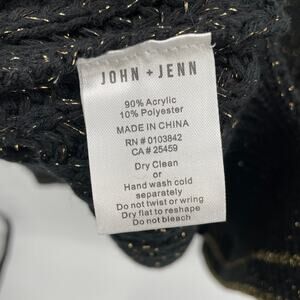 JOHN + JENN
90% Acrylic
10% Polyester
MADE IN CHINA
RN # 0103842
CA # 25459
Dry Clean
or
Hand wash cold
separately
Do not twist or wring
Dry flat to reshape
Do not bleach